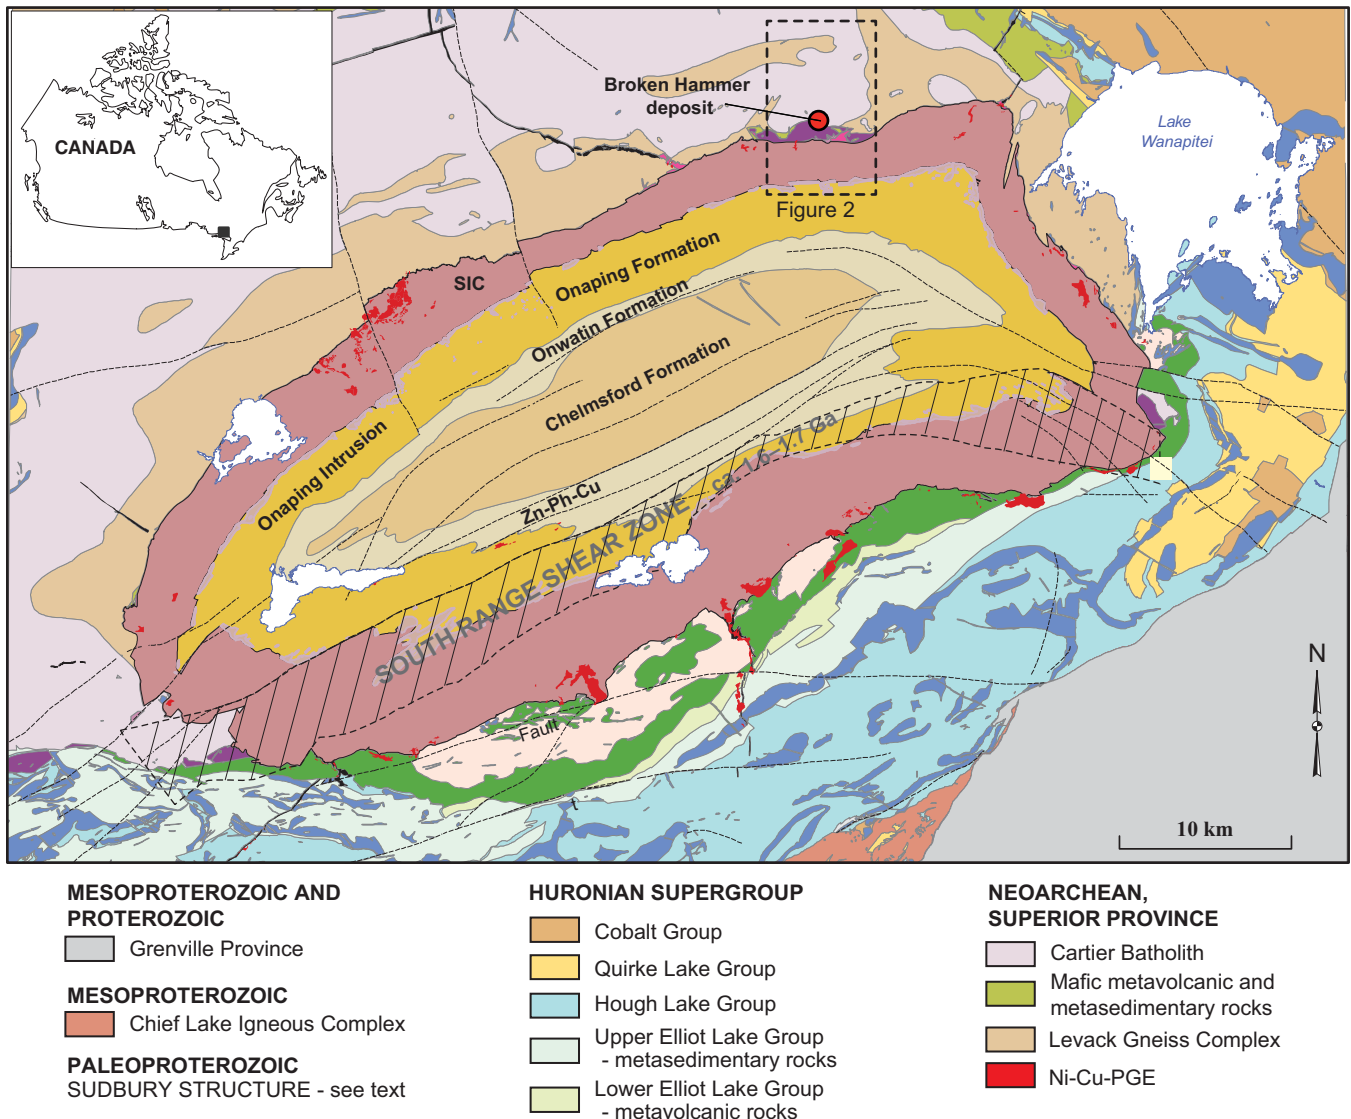 CANADA
Broken Hammer
deposit
Lake
Wanapitei
Figure 2
SIC
Onaping Formation
Onwatin Formation
Chelmsford Formation
Onaping Intrusion
Zn-Ph-Cu
SOUTH RANGE SHEAR ZONE ca. 1.6–1.7 Ga
Fault
t
N
10 km
MESOPROTEROZOIC AND
PROTEROZOIC
Grenville Province
MESOPROTEROZOIC
Chief Lake Igneous Complex
PALEOPROTEROZOIC
SUDBURY STRUCTURE - see text
HURONIAN SUPERGROUP
Cobalt Group
Quirke Lake Group
Hough Lake Group
Upper Elliot Lake Group
- metasedimentary rocks
Lower Elliot Lake Group
- metavolcanic rocks
NEOARCHEAN,
SUPERIOR PROVINCE
Cartier Batholith
Mafic metavolcanic and
metasedimentary rocks
Levack Gneiss Complex
Ni-Cu-PGE